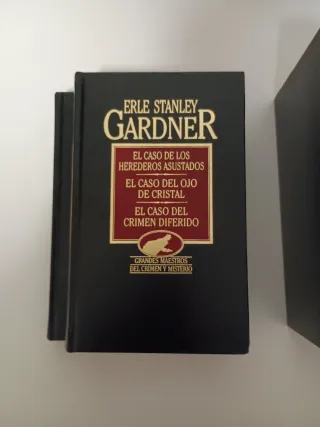 ERLE STANLEY
GARDNER
EL CASO DE LOS
HEREDEROS ASUSTADOS
EL CASO DEL OJO
DE CRISTAL
EL CASO DEL
CRIMEN DIFERIDO
GRANDES MAESTROS
DEL CRIMEN Y MISTERIO